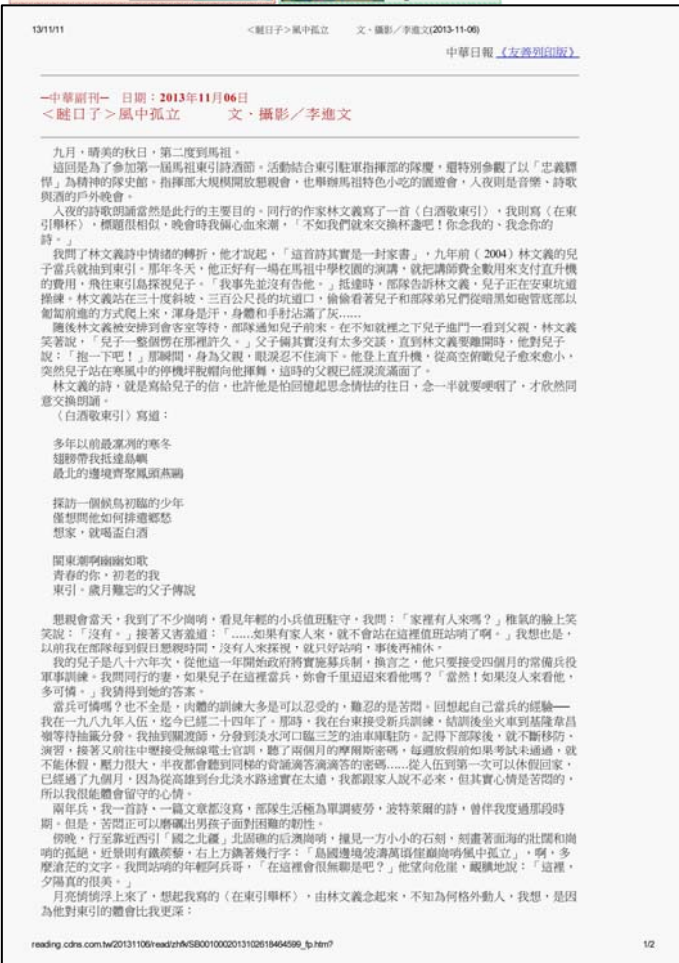 13/11/11
<睡日子>風中孤立 文・攝影／李進文(2013-11-06)
中華日報 《友善列印版》
─中華副刊─ 日期：2013年11月06日
<睡日子>風中孤立 文・攝影／李進文
九月，晴美的秋日，第二度到馬祖。
這回是為了參加第一屆馬祖東引詩酒節。活動結合東引駐軍指揮部的隊慶，還特別參觀了以「忠義驃
悍」為精神的隊史館。指揮部大規模開放懇親會，也舉辦馬祖特色小吃的園遊會，入夜則是音樂、詩歌
與酒的戶外晚會。
入夜的詩歌朗誦當然是此行的主要目的。同行的作家林文義寫了一首〈白酒敬東引〉，我則寫〈在東
引舉杯〉，標題很相似，晚會時我倆心血來潮，「不如我們就來交換杯盞吧！你念我的、我念你的
詩。」
我問了林文義詩中情緒的轉折，他才說起，「這首詩其實是一封家書」，九年前（2004）林文義的兒
子當兵就抽到東引。那年冬天，他正好有一場在馬祖中學校園的演講，就把講師費全數用來支付直升機
的費用，飛往東引島探視兒子。「我事先並沒有告他。」抵達時，部隊告訴林文義，兒子正在安東坑道
操練。林文義站在三十度斜坡、三百公尺長的坑道口，偷偷看著兒子和部隊弟兄們從暗黑如砲管底部以
匍匐前進的方式爬上來，渾身是汗，身體和手肘沾滿了灰……
隨後林文義被安排到會客室等待，部隊通知兒子前來。在不知就裡之下兒子進門一看到父親，林文義
笑著說，「兒子一整個愣在那裡許久。」父子倆其實沒有太多交談，直到林文義要離開時，他對兒子
說：「抱一下吧！」那瞬間，身為父親，眼淚忍不住滴下。他登上直升機，從高空俯瞰兒子愈來愈小，
突然兒子站在寒風中的停機坪脫帽向他揮舞，這時的父親已經淚流滿面了。
林文義的詩，就是寫給兒子的信，也許他是怕回憶起思念情怯的往日，念一半就要哽咽了，才欣然同
意交換朗誦。
〈白酒敬東引〉寫道：
多年以前最凜冽的寒冬
翅膀帶我抵達島嶼
最北的邊境齊聚鳳頭燕鷗
探訪一個候鳥初臨的少年
僅想問他如何排遣鄉愁
想家，就喝盃白酒
閩東潮啊幽幽如歌
青春的你，初老的我
東引。歲月難忘的父子傳說
懇親會當天，我到了不少崗哨，看見年輕的小兵值班駐守，我問：「家裡有人來嗎？」稚氣的臉上笑
笑說：「沒有。」接著又害羞道：「……如果有家人來，就不會站在這裡值班站哨了啊。」我想也是，
以前我在部隊每到假日懇親時間，沒有人來探視，就只好站哨，事後再補休。
我的兒子是八十六年次，從他這一年開始政府將實施募兵制，換言之，他只要接受四個月的常備兵役
軍事訓練。我問同行的妻，如果兒子在這裡當兵，妳會千里迢迢來看他嗎？「當然！如果沒人來看他，
多可憐。」我猜得到她的答案。
當兵可憐嗎？也不全是，肉體的訓練大多是可以忍受的，難忍的是苦悶。回想起自己當兵的經驗──
我在一九八九年入伍，迄今已經二十四年了。那時，我在台東接受新兵訓練，結訓後坐火車到基隆韋昌
嶺等待抽籤分發。我抽到關渡師，分發到淡水河口臨三芝的油車庫駐防。記得下部隊後，就不斷移防、
演習，接著又前往中壢接受無線電士官訓，聽了兩個月的摩爾斯密碼，每週放假前如果考試未通過，就
不能休假，壓力很大，半夜都會聽到同梯的背誦滴答滴滴答的密碼……從入伍到第一次可以休假回家，
已經過了九個月，因為從高雄到台北淡水路途實在太遠，我都跟家人說不必來，但其實心情是苦悶的，
所以我很能體會留守的心情。
兩年兵，我一首詩，一篇文章都沒寫，部隊生活極為單調疲勞，波特萊爾的詩，曾伴我度過那段時
期。但是，苦悶正可以磨礪出男孩子面對困難的韌性。
傍晚，行至靠近西引「國之北疆」北固礁的后澳崗哨，撞見一方小小的石刻，刻畫著面海的壯闊和崗
哨的孤絕，近景則有鐵蒺藜，右上方鐫著幾行字：「島國邊境波濤萬頃崖巔崗哨風中孤立」，啊，多
麼滄茫的文字。我問站哨的年輕阿兵哥，「在這裡會很無聊是吧？」他望向危崖，靦腆地說：「這裡，
夕陽真的很美。」
月亮悄悄浮上來了，想起我寫的〈在東引舉杯〉，由林文義念起來，不知為何格外動人，我想，是因
為他對東引的體會比我更深：
reading.cdns.com.tw/20131106/read/zhfk/SB0010002013102618464599_fp.htm?
1/2